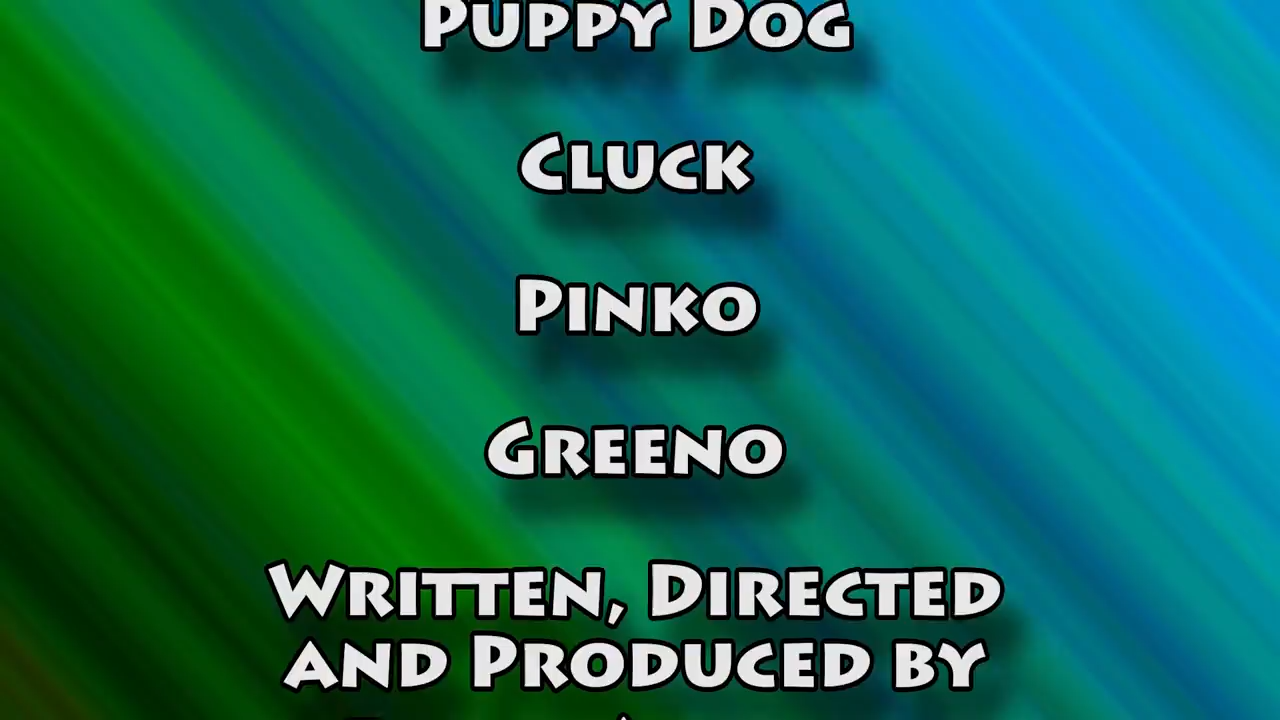 Puppy Dog
Cluck
Pinko
Greeno
Written, Directed
and Produced by